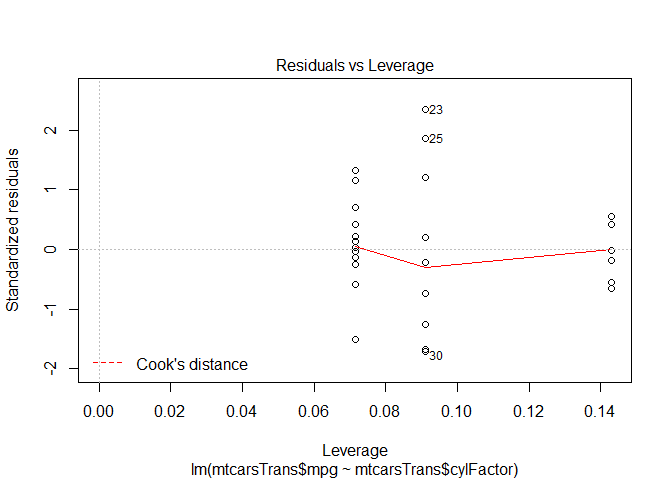 Residuals vs Leverage
23
25
30
2
1
0
-1
-2
Standardized residuals
Cook's distance
0.00 0.02 0.04 0.06 0.08 0.10 0.12 0.14
Leverage
lm(mtcarsTrans$mpg ~ mtcarsTrans$cylFactor)